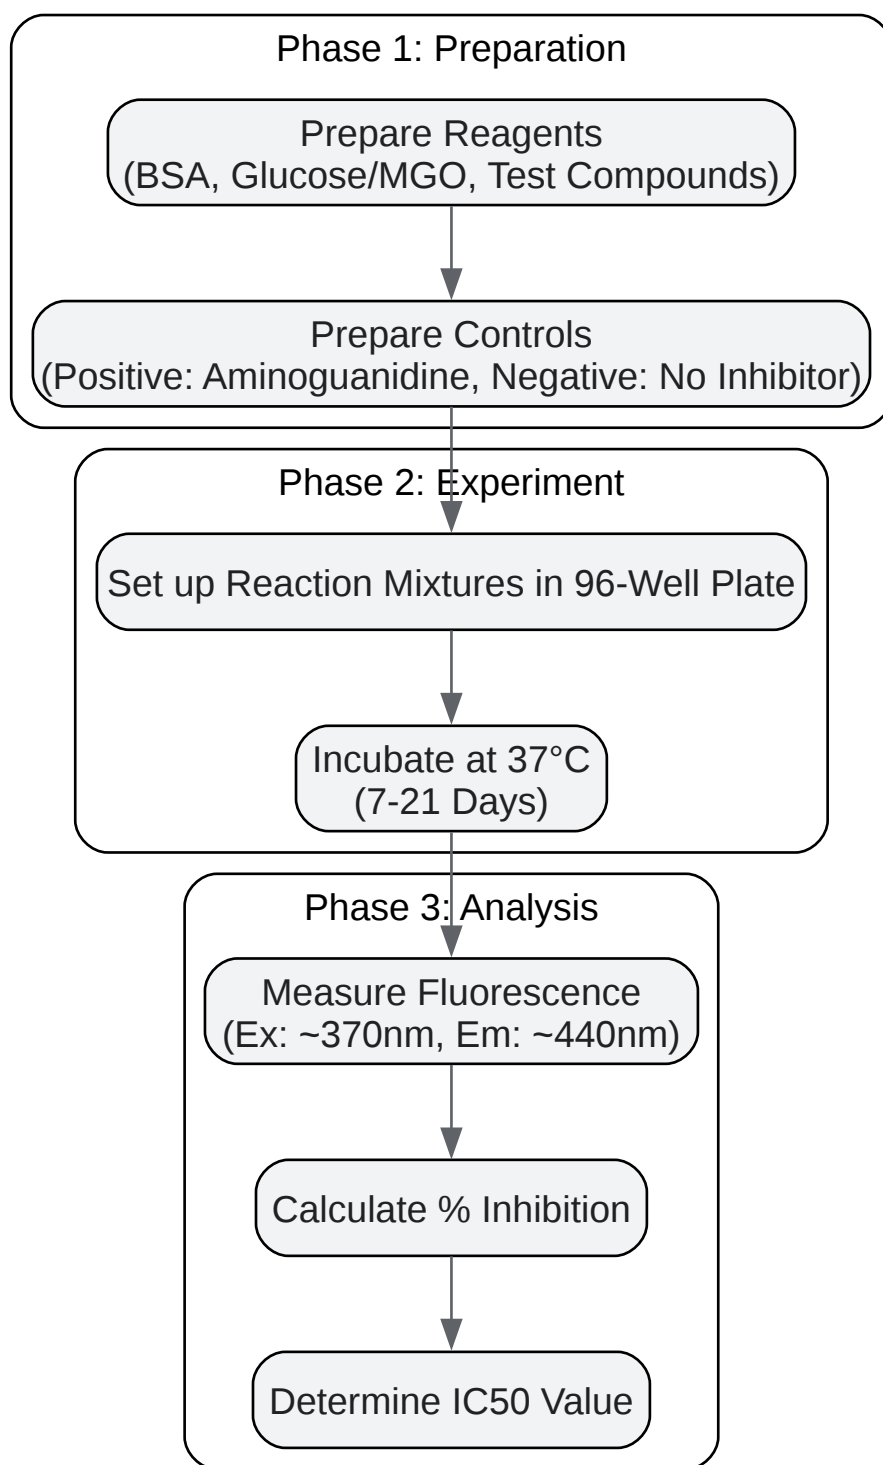 Phase 1: Preparation
Prepare Reagents
(BSA, Glucose/MGO, Test Compounds)
Prepare Controls
(Positive: Aminoguanidine, Negative: No Inhibitor)
Phase 2: Experiment
Set up Reaction Mixtures in 96-Well Plate
Incubate at 37°C
(7-21 Days)
Phase 3: Analysis
Measure Fluorescence
(Ex: ~370nm, Em: ~440nm)
Calculate % Inhibition
Determine IC50 Value